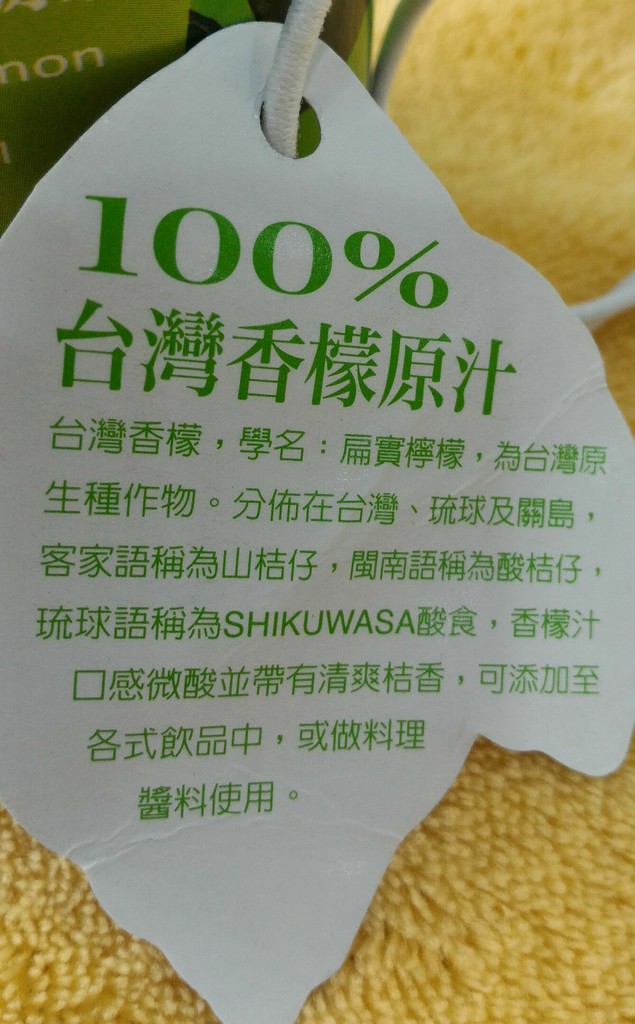 100%
台灣香檬原汁
台灣香檬，學名：扁實檸檬，為台灣原
生種作物。分佈在台灣、琉球及關島，
客家語稱為山桔仔，閩南語稱為酸桔仔，
琉球語稱為SHIKUWASA酸食，香檬汁
口感微酸並帶有清爽桔香，可添加至
各式飲品中，或做料理
醬料使用。